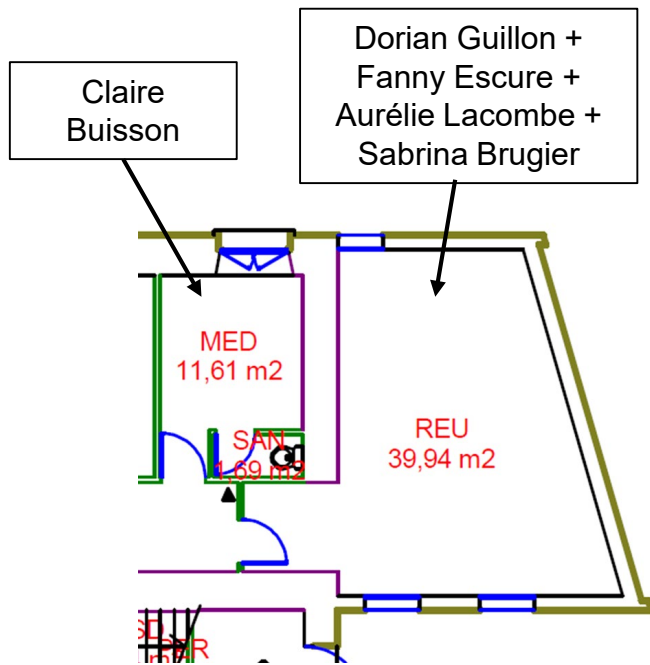 Dorian Guillon +
Fanny Escure +
Aurélie Lacombe +
Sabrina Brugier
Claire
Buisson
MED
11,61 m2
SAN
1,69 m2
REU
39,94 m2